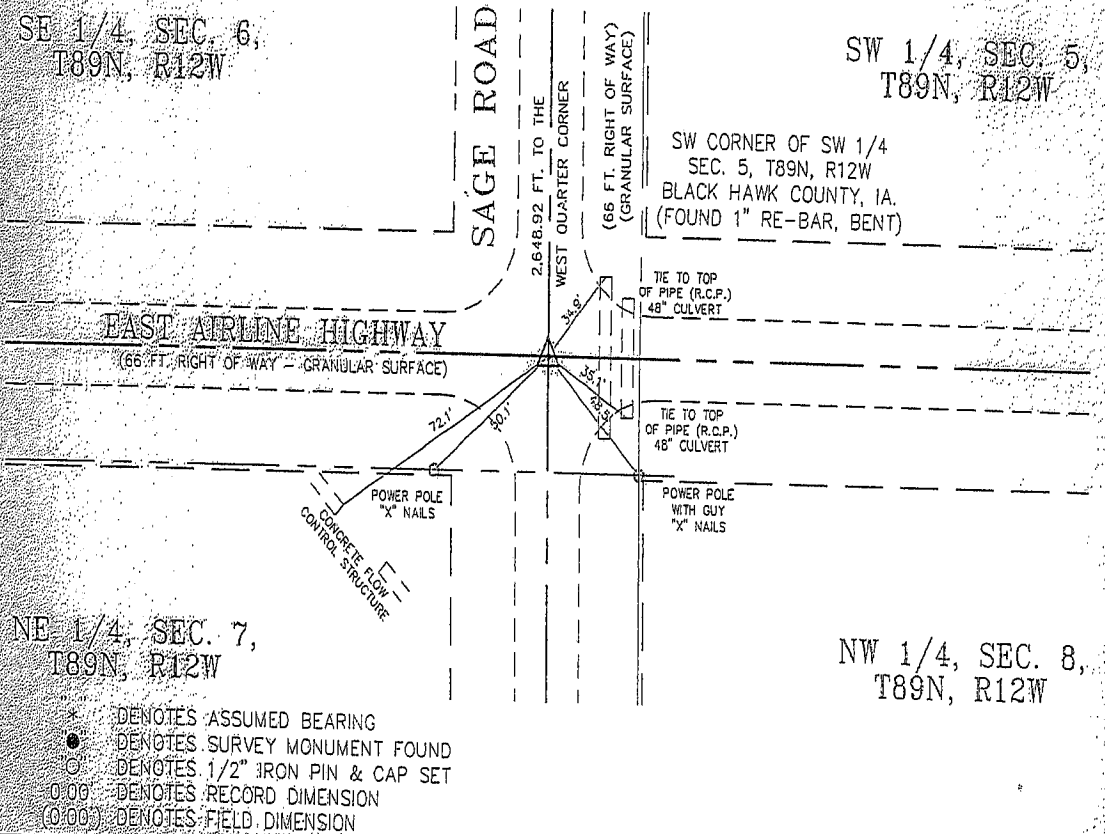 SE 1/4, SEC. 6,
T89N, R12W
SAGE ROAD
2,648.92 FT. TO THE
WEST QUARTER CORNER
(66 FT. RIGHT OF WAY)
(GRANULAR SURFACE)
SW 1/4, SEC. 5,
T89N, R12W
SW CORNER OF SW 1/4
SEC. 5, T89N, R12W
BLACK HAWK COUNTY, IA.
(FOUND 1" RE-BAR, BENT)
TIE TO TOP
OF PIPE (R.C.P.)
48" CULVERT
34.9'
EAST AIRLINE HIGHWAY
(66 FT. RIGHT OF WAY - GRANULAR SURFACE)
72.1'
50.1'
35.1'
48.5'
TIE TO TOP
OF PIPE (R.C.P.)
48" CULVERT
POWER POLE
"X" NAILS
POWER POLE
WITH GUY
"X" NAILS
CONCRETE FLOW
CONTROL STRUCTURE
NE 1/4, SEC. 7,
T89N, R12W
NW 1/4, SEC. 8,
T89N, R12W
* DENOTES ASSUMED BEARING
DENOTES SURVEY MONUMENT FOUND
DENOTES 1/2" IRON PIN & CAP SET
0.00' DENOTES RECORD DIMENSION
(0.00') DENOTES FIELD DIMENSION